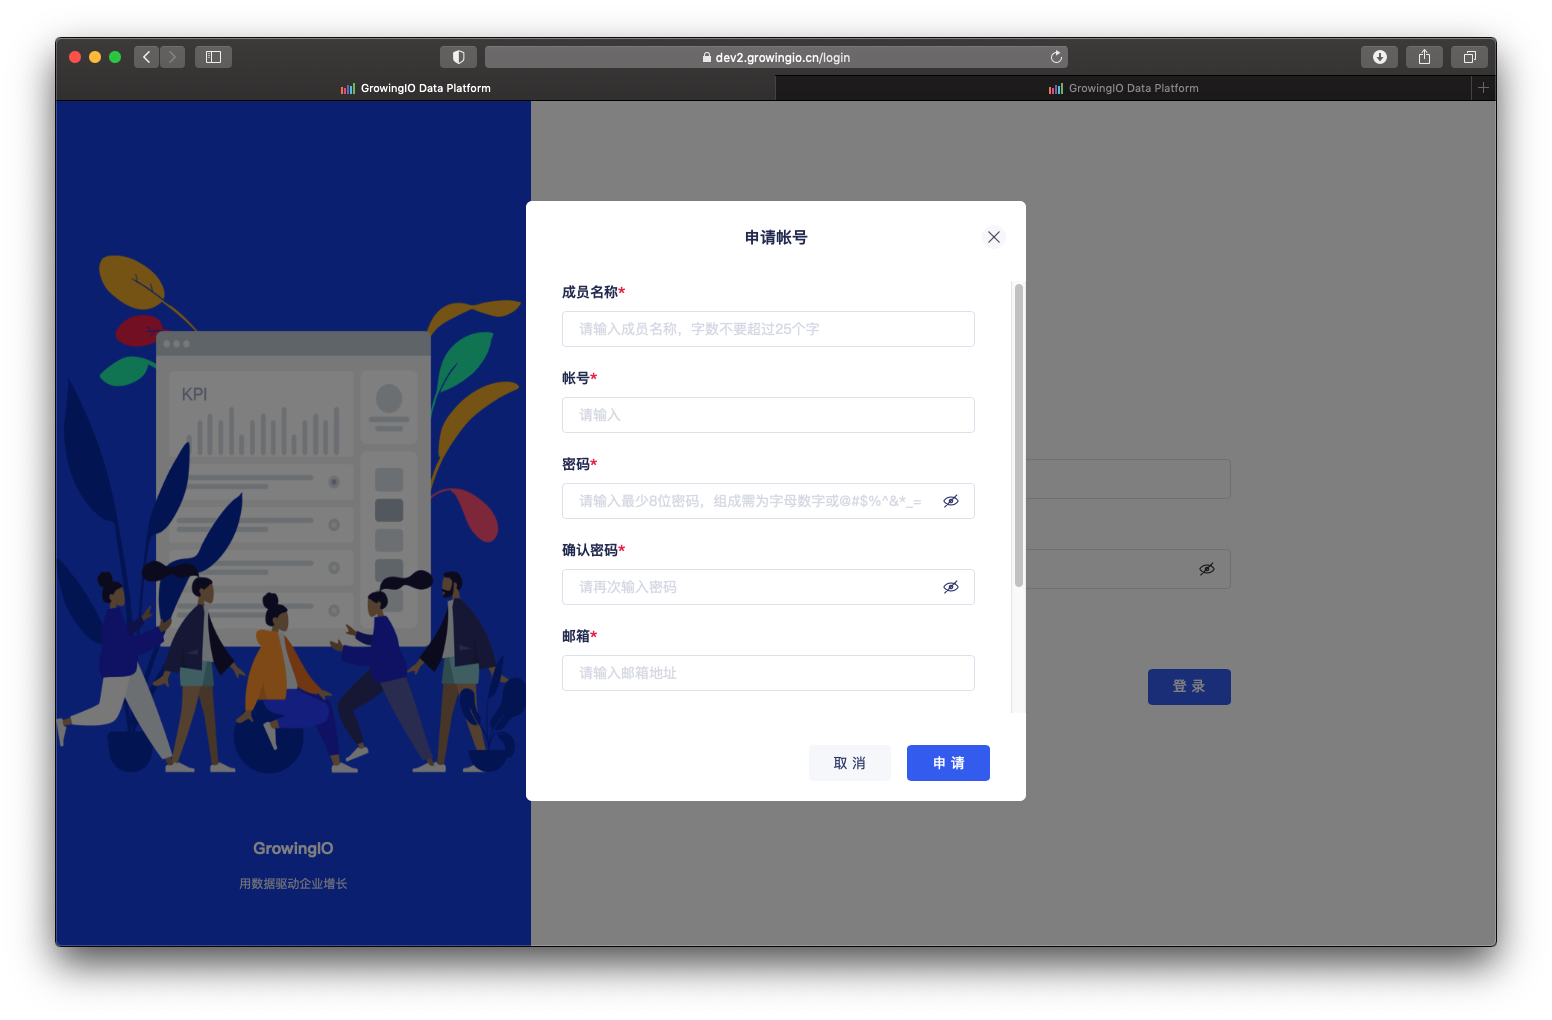 dev2.growingio.cn/login
GrowingIO Data Platform
GrowingIO Data Platform
KPI
GrowingIO
用数据驱动企业增长
申请帐号
成员名称*
请输入成员名称，字数不要超过25个字
帐号*
请输入
密码*
请输入最少8位密码，组成需为字母数字或@#$%^&*_=
确认密码*
请再次输入密码
邮箱*
请输入邮箱地址
取 消
申 请
登 录